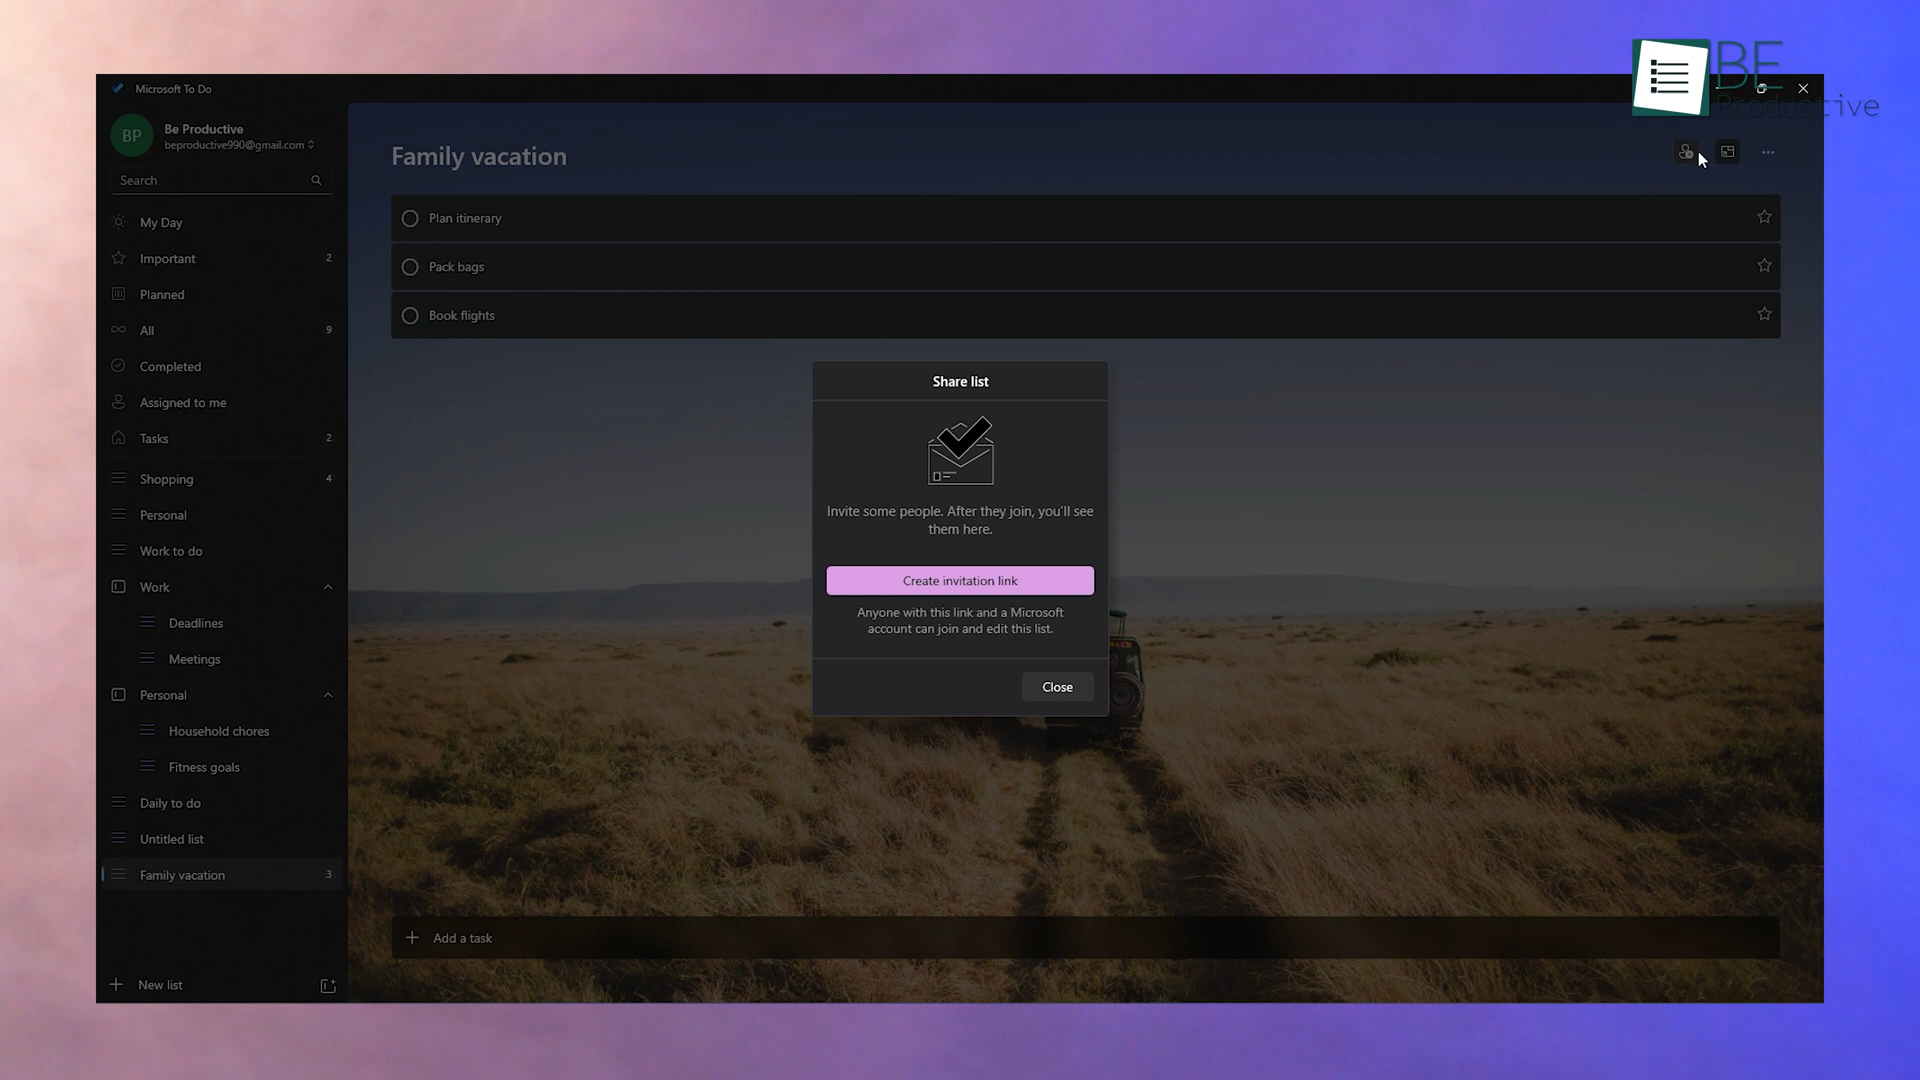 BE
Productive
Microsoft To Do
BP
Be Productive
beproductive990@gmail.com
Search
My Day
Important 2
Planned
All 9
Completed
Assigned to me
Tasks 2
Shopping 4
Personal
Work to do
Work
Deadlines
Meetings
Personal
Household chores
Fitness goals
Daily to do
Untitled list
Family vacation 3
New list
Family vacation
Plan itinerary
Pack bags
Book flights
Share list
Invite some people. After they join, you'll see
them here.
Create invitation link
Anyone with this link and a Microsoft
account can join and edit this list.
Close
Add a task